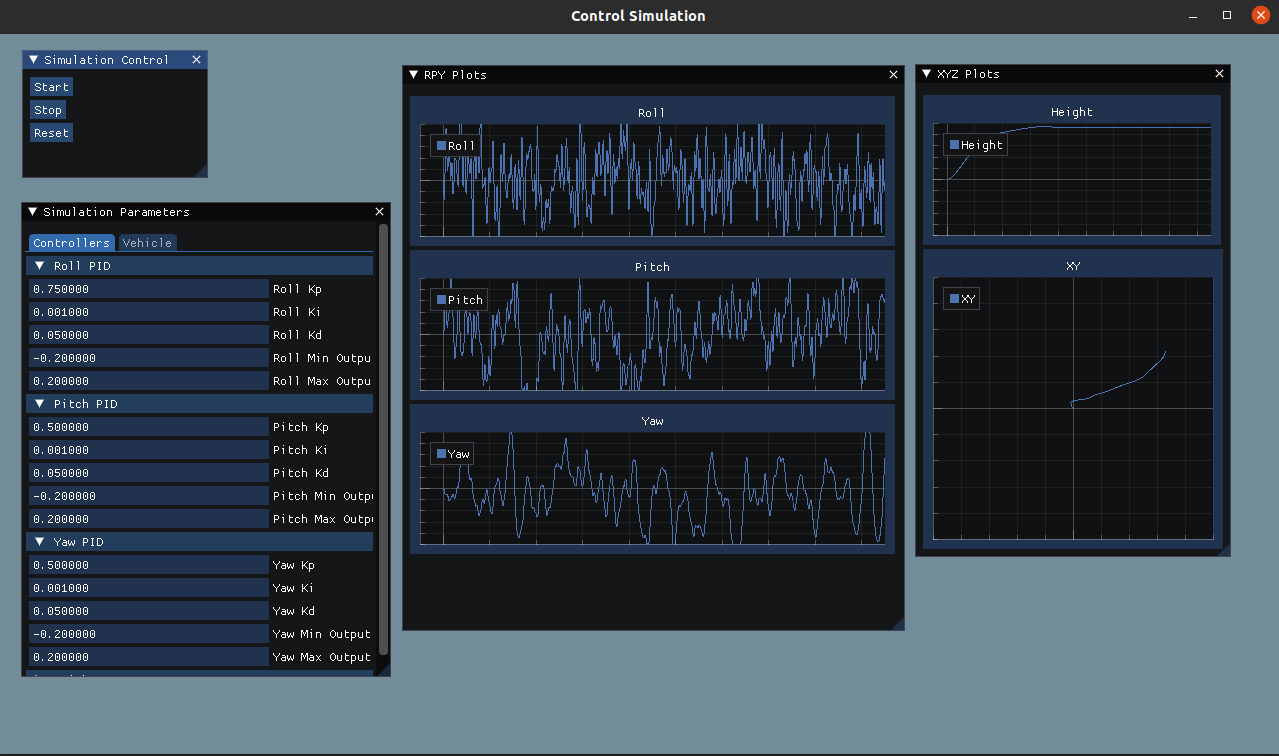 Control Simulation
Simulation Control
Start
Stop
Reset
Simulation Parameters
Controllers Vehicle
Roll PID
0.750000 Roll Kp
0.001000 Roll Ki
0.050000 Roll Kd
-0.200000 Roll Min Outpu
0.200000 Roll Max Outpu
Pitch PID
0.500000 Pitch Kp
0.001000 Pitch Ki
0.050000 Pitch Kd
-0.200000 Pitch Min Outp
0.200000 Pitch Max Outp
Yaw PID
0.500000 Yaw Kp
0.001000 Yaw Ki
0.050000 Yaw Kd
-0.200000 Yaw Min Output
0.200000 Yaw Max Output
RPY Plots
Roll
Roll
Pitch
Pitch
Yaw
Yaw
XYZ Plots
Height
Height
XY
XY